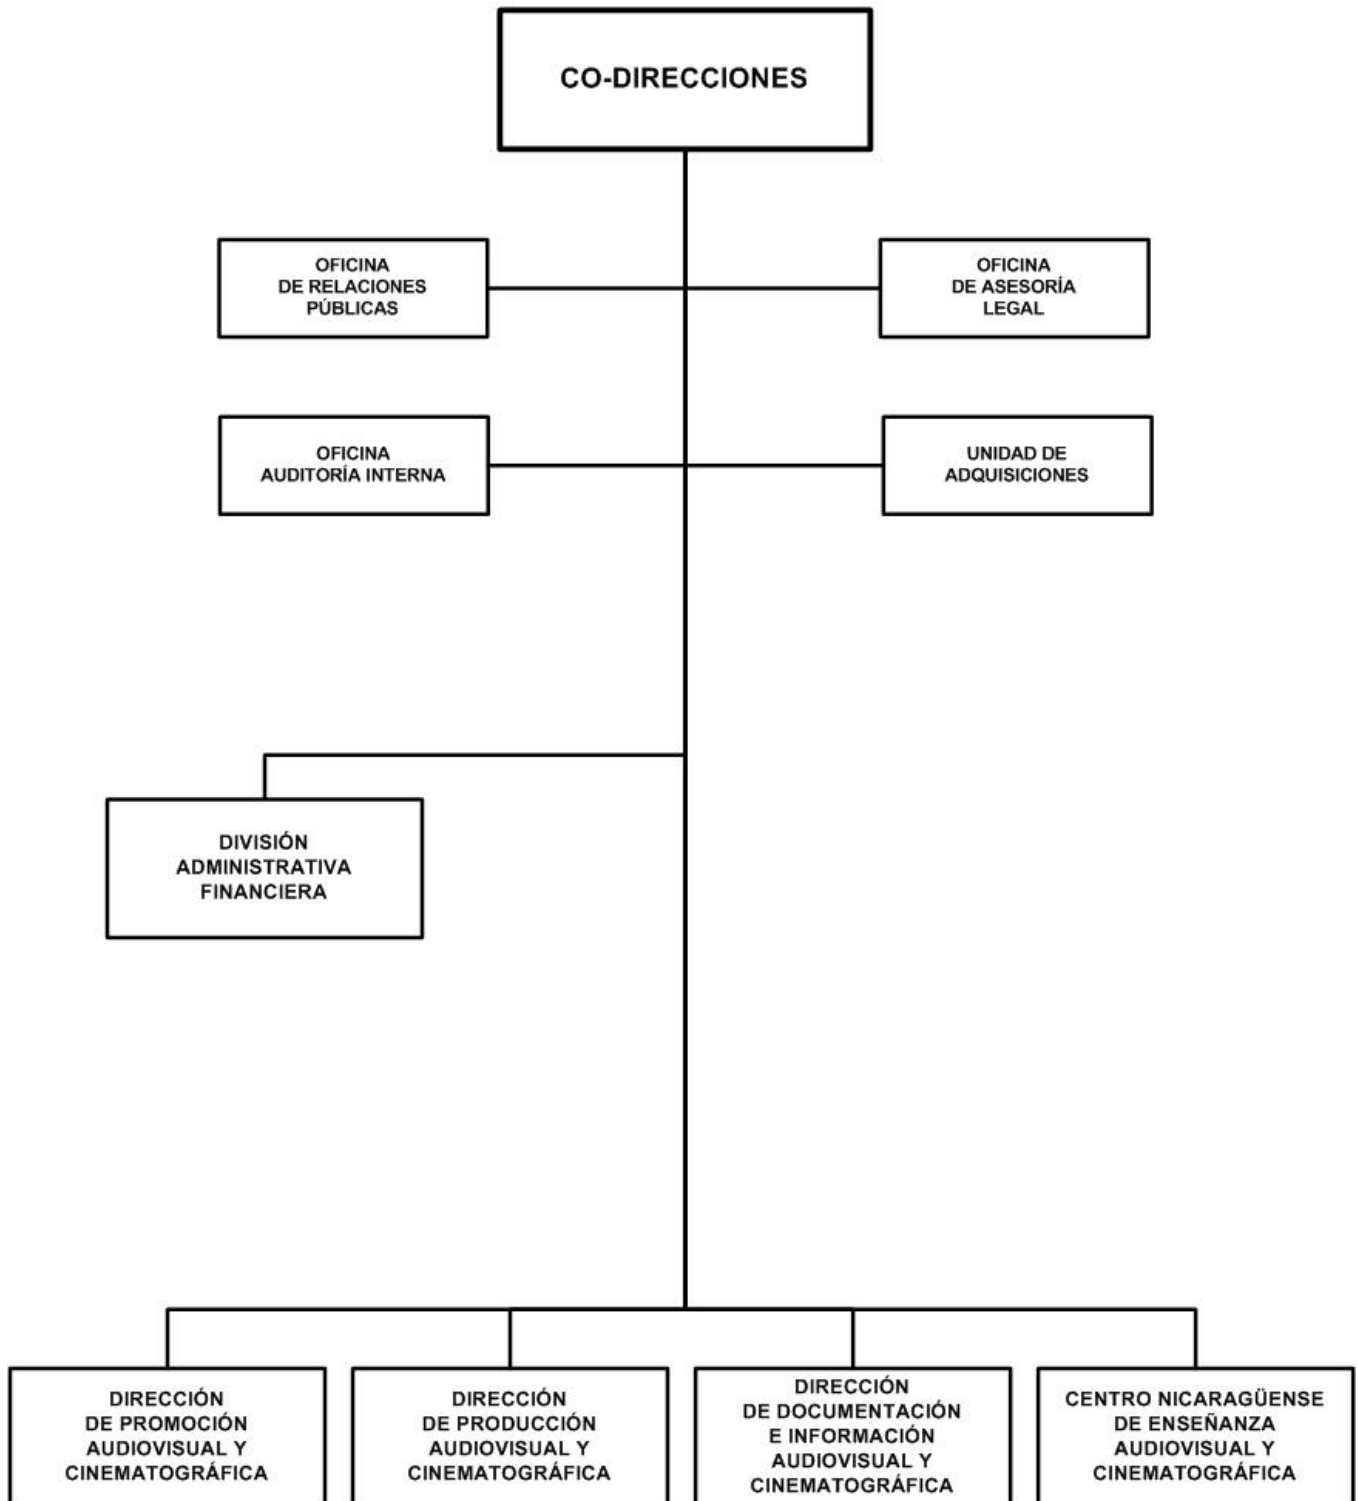 CO-DIRECCIONES
OFICINA
DE RELACIONES
PÚBLICAS
OFICINA
DE ASESORÍA
LEGAL
OFICINA
AUDITORÍA INTERNA
UNIDAD DE
ADQUISICIONES
DIVISIÓN
ADMINISTRATIVA
FINANCIERA
DIRECCIÓN
DE PROMOCIÓN
AUDIOVISUAL Y
CINEMATOGRÁFICA
DIRECCIÓN
DE PRODUCCIÓN
AUDIOVISUAL Y
CINEMATOGRÁFICA
DIRECCIÓN
DE DOCUMENTACIÓN
E INFORMACIÓN
AUDIOVISUAL Y
CINEMATOGRÁFICA
CENTRO NICARAGÜENSE
DE ENSEÑANZA
AUDIOVISUAL Y
CINEMATOGRÁFICA